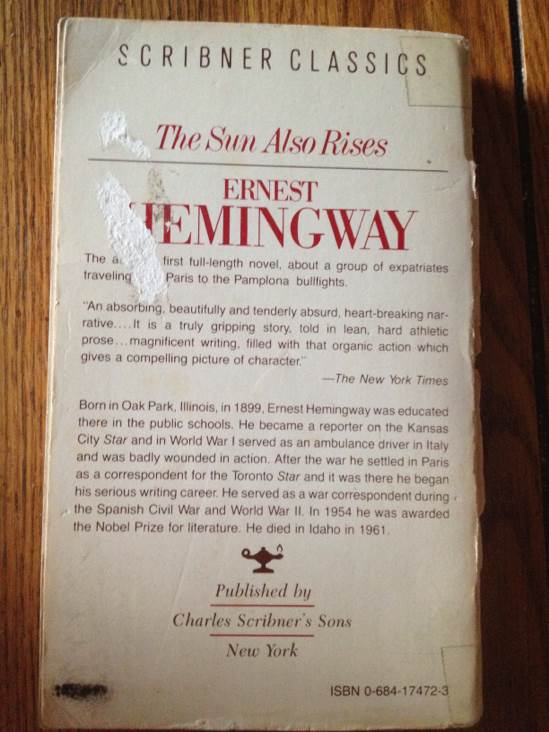 SCRIBNER CLASSICS
The Sun Also Rises
ERNEST
HEMINGWAY
The a first full-length novel, about a group of expatriates
traveling Paris to the Pamplona bullfights.
"An absorbing, beautifully and tenderly absurd, heart-breaking nar-
rative....It is a truly gripping story, told in lean, hard athletic
prose...magnificent writing, filled with that organic action which
gives a compelling picture of character."
—The New York Times
Born in Oak Park, Illinois, in 1899, Ernest Hemingway was educated
there in the public schools. He became a reporter on the Kansas
City Star and in World War I served as an ambulance driver in Italy
and was badly wounded in action. After the war he settled in Paris
as a correspondent for the Toronto Star and it was there he began
his serious writing career. He served as a war correspondent during
the Spanish Civil War and World War II. In 1954 he was awarded
the Nobel Prize for literature. He died in Idaho in 1961.
Published by
Charles Scribner's Sons
New York
ISBN 0-684-17472-3